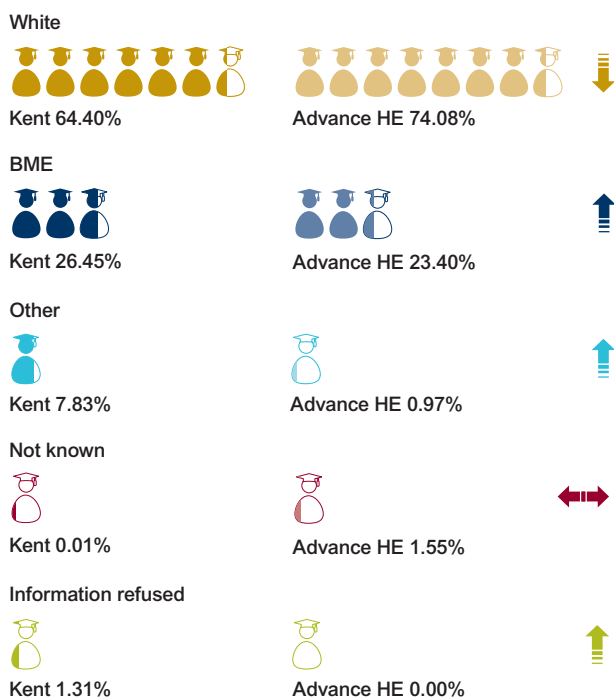 White
Kent 64.40%
Advance HE 74.08%
BME
Kent 26.45%
Advance HE 23.40%
Other
Kent 7.83%
Advance HE 0.97%
Not known
Kent 0.01%
Advance HE 1.55%
Information refused
Kent 1.31%
Advance HE 0.00%